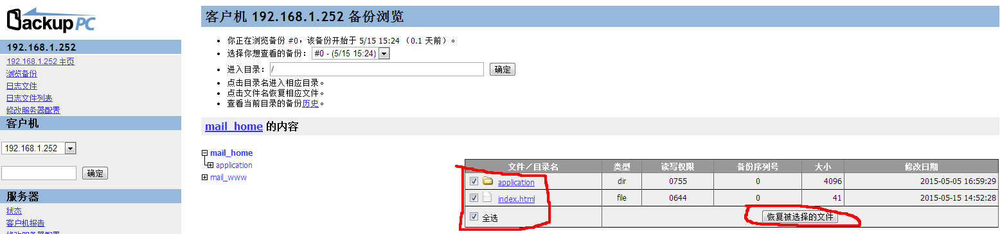 BackupPC
192.168.1.252
192.168.1.252 主页
浏览备份
日志文件
日志文件列表
修改服务器配置
客户机
192.168.1.252
确定
服务器
状态
客户机报告
客户机 192.168.1.252 备份浏览
你正在浏览备份 #0，该备份开始于 5/15 15:24 （0.1 天前）。
选择你想查看的备份： #0 - (5/15 15:24)
进入目录： / 确定
点击目录名进入相应目录。
点击文件名恢复相应文件。
查看当前目录的备份历史。
mail_home 的内容
mail_home
application
mail_www
文件／目录名 类型 读写权限 备份序列号 大小 修改日期
application dir 0755 0 4096 2015-05-05 16:59:29
index.html file 0644 0 41 2015-05-15 14:52:28
全选 恢复被选择的文件